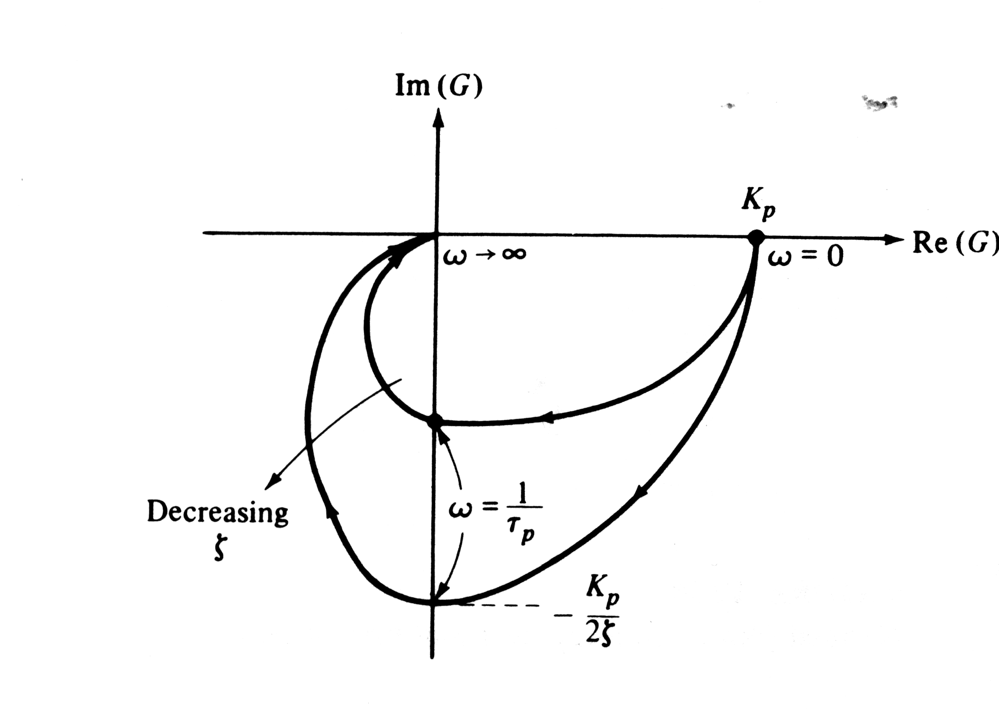 Im (G)
K_p
Re (G)
ω → ∞
ω = 0
ω = 1/τ_p
Decreasing
ζ
− K_p/2ζ